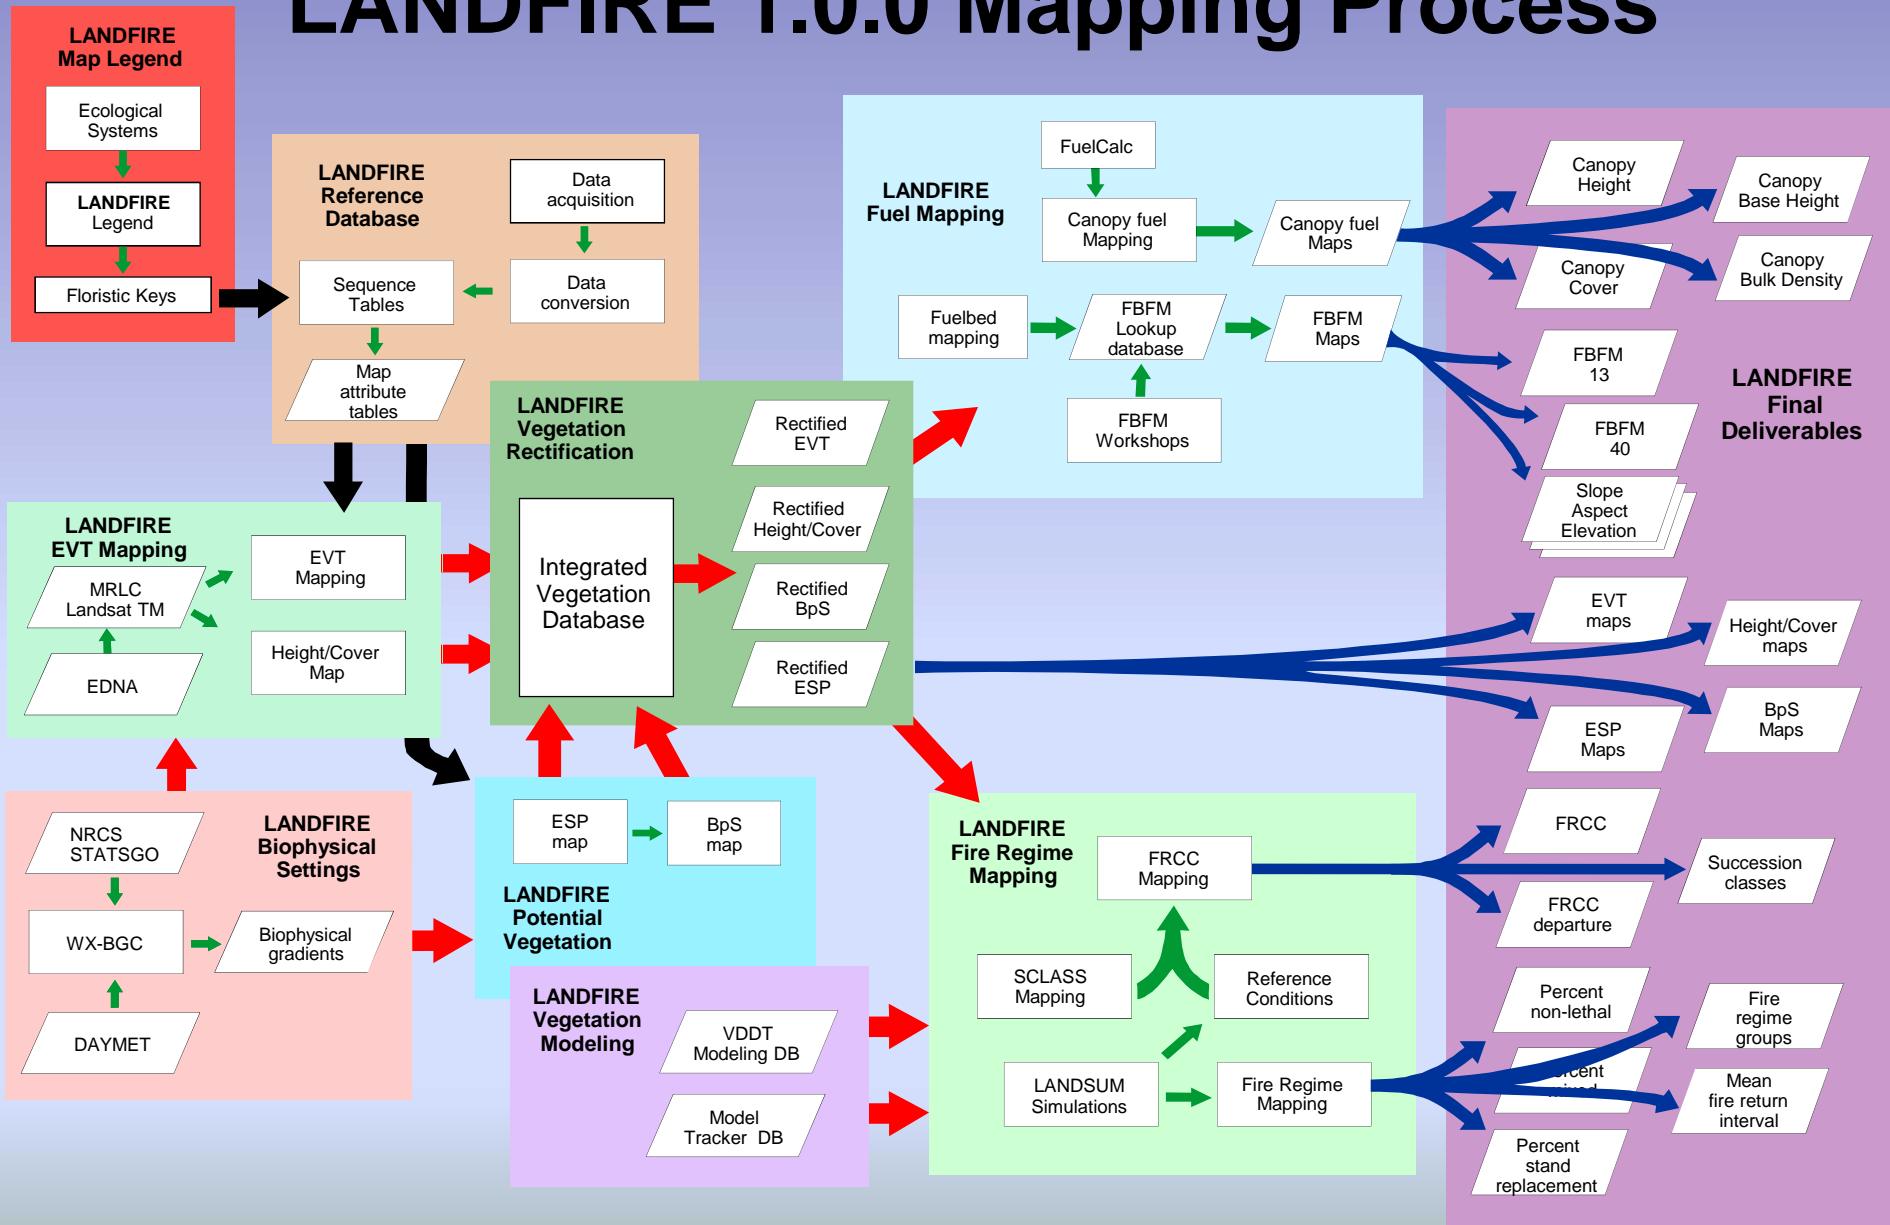 LANDFIRE 1.0.0 Mapping Process
LANDFIRE
Map Legend
Ecological
Systems
LANDFIRE
Legend
Floristic Keys
LANDFIRE
Reference
Database
Data
acquisition
Data
conversion
Sequence
Tables
Map
attribute
tables
LANDFIRE
EVT Mapping
MRLC
Landsat TM
EDNA
EVT
Mapping
Height/Cover
Map
LANDFIRE
Vegetation
Rectification
Integrated
Vegetation
Database
Rectified
EVT
Rectified
Height/Cover
Rectified
BpS
Rectified
ESP
LANDFIRE
Biophysical
Settings
NRCS
STATSGO
WX-BGC
DAYMET
Biophysical
gradients
ESP
map
BpS
map
LANDFIRE
Potential
Vegetation
LANDFIRE
Vegetation
Modeling
VDDT
Modeling DB
Model
Tracker DB
LANDFIRE
Fuel Mapping
FuelCalc
Canopy fuel
Mapping
Canopy fuel
Maps
Fuelbed
mapping
FBFM
Lookup
database
FBFM
Maps
FBFM
Workshops
LANDFIRE
Fire Regime
Mapping
FRCC
Mapping
SCLASS
Mapping
Reference
Conditions
LANDSUM
Simulations
Fire Regime
Mapping
LANDFIRE
Final
Deliverables
Canopy
Height
Canopy
Base Height
Canopy
Cover
Canopy
Bulk Density
FBFM
13
FBFM
40
Slope
Aspect
Elevation
EVT
maps
Height/Cover
maps
ESP
Maps
BpS
Maps
FRCC
Succession
classes
FRCC
departure
Percent
non-lethal
Fire
regime
groups
Mean
fire return
interval
Percent
stand
replacement